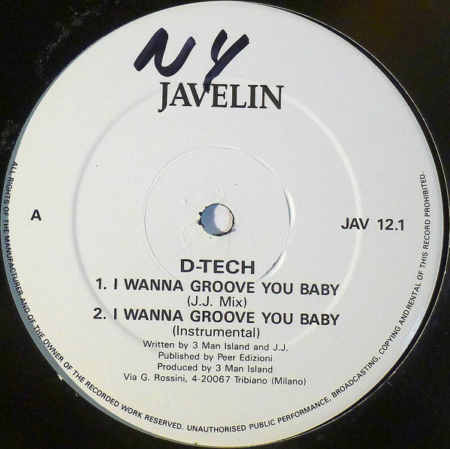 NY
JAVELIN
A
JAV 12.1
D-TECH
1. I WANNA GROOVE YOU BABY
(J.J. Mix)
2. I WANNA GROOVE YOU BABY
(Instrumental)
Written by 3 Man Island and J.J.
Published by Peer Edizioni
Produced by 3 Man Island
Via G. Rossini, 4-20067 Tribiano (Milano)
ALL RIGHTS OF THE MANUFACTURER AND OF THE OWNER OF THE RECORDED WORK RESERVED. UNAUTHORISED PUBLIC PERFORMANCE, BROADCASTING, COPYING AND RENTAL OF THIS RECORD PROHIBITED.